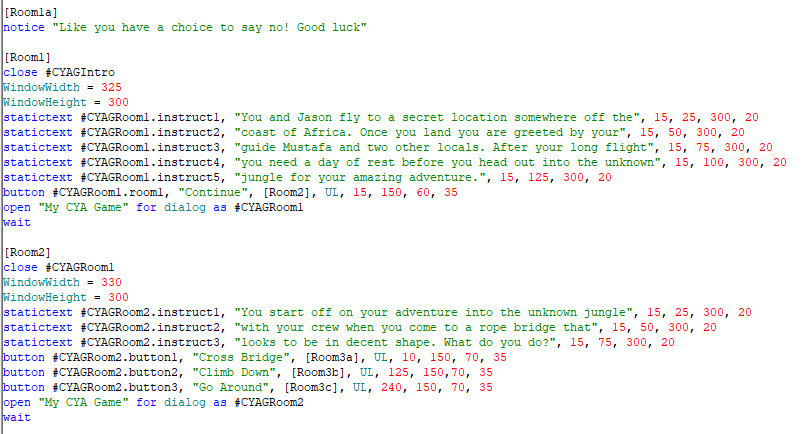 [Room1a]
notice "Like you have a choice to say no! Good luck"
[Room1]
close #CYAGIntro
WindowWidth = 325
WindowHeight = 300
statictext #CYAGRoom1.instruct1, "You and Jason fly to a secret location somewhere off the", 15, 25, 300, 20
statictext #CYAGRoom1.instruct2, "coast of Africa. Once you land you are greeted by your", 15, 50, 300, 20
statictext #CYAGRoom1.instruct3, "guide Mustafa and two other locals. After your long flight", 15, 75, 300, 20
statictext #CYAGRoom1.instruct4, "you need a day of rest before you head out into the unknown", 15, 100, 300, 20
statictext #CYAGRoom1.instruct5, "jungle for your amazing adventure.", 15, 125, 300, 20
button #CYAGRoom1.room1, "Continue", [Room2], UL, 15, 150, 60, 35
open "My CYA Game" for dialog as #CYAGRoom1
wait
[Room2]
close #CYAGRoom1
WindowWidth = 330
WindowHeight = 300
statictext #CYAGRoom2.instruct1, "You start off on your adventure into the unknown jungle", 15, 25, 300, 20
statictext #CYAGRoom2.instruct2, "with your crew when you come to a rope bridge that", 15, 50, 300, 20
statictext #CYAGRoom2.instruct3, "looks to be in decent shape. What do you do?", 15, 75, 300, 20
button #CYAGRoom2.button1, "Cross Bridge", [Room3a], UL, 10, 150, 70, 35
button #CYAGRoom2.button2, "Climb Down", [Room3b], UL, 125, 150,70, 35
button #CYAGRoom2.button3, "Go Around", [Room3c], UL, 240, 150, 70, 35
open "My CYA Game" for dialog as #CYAGRoom2
wait